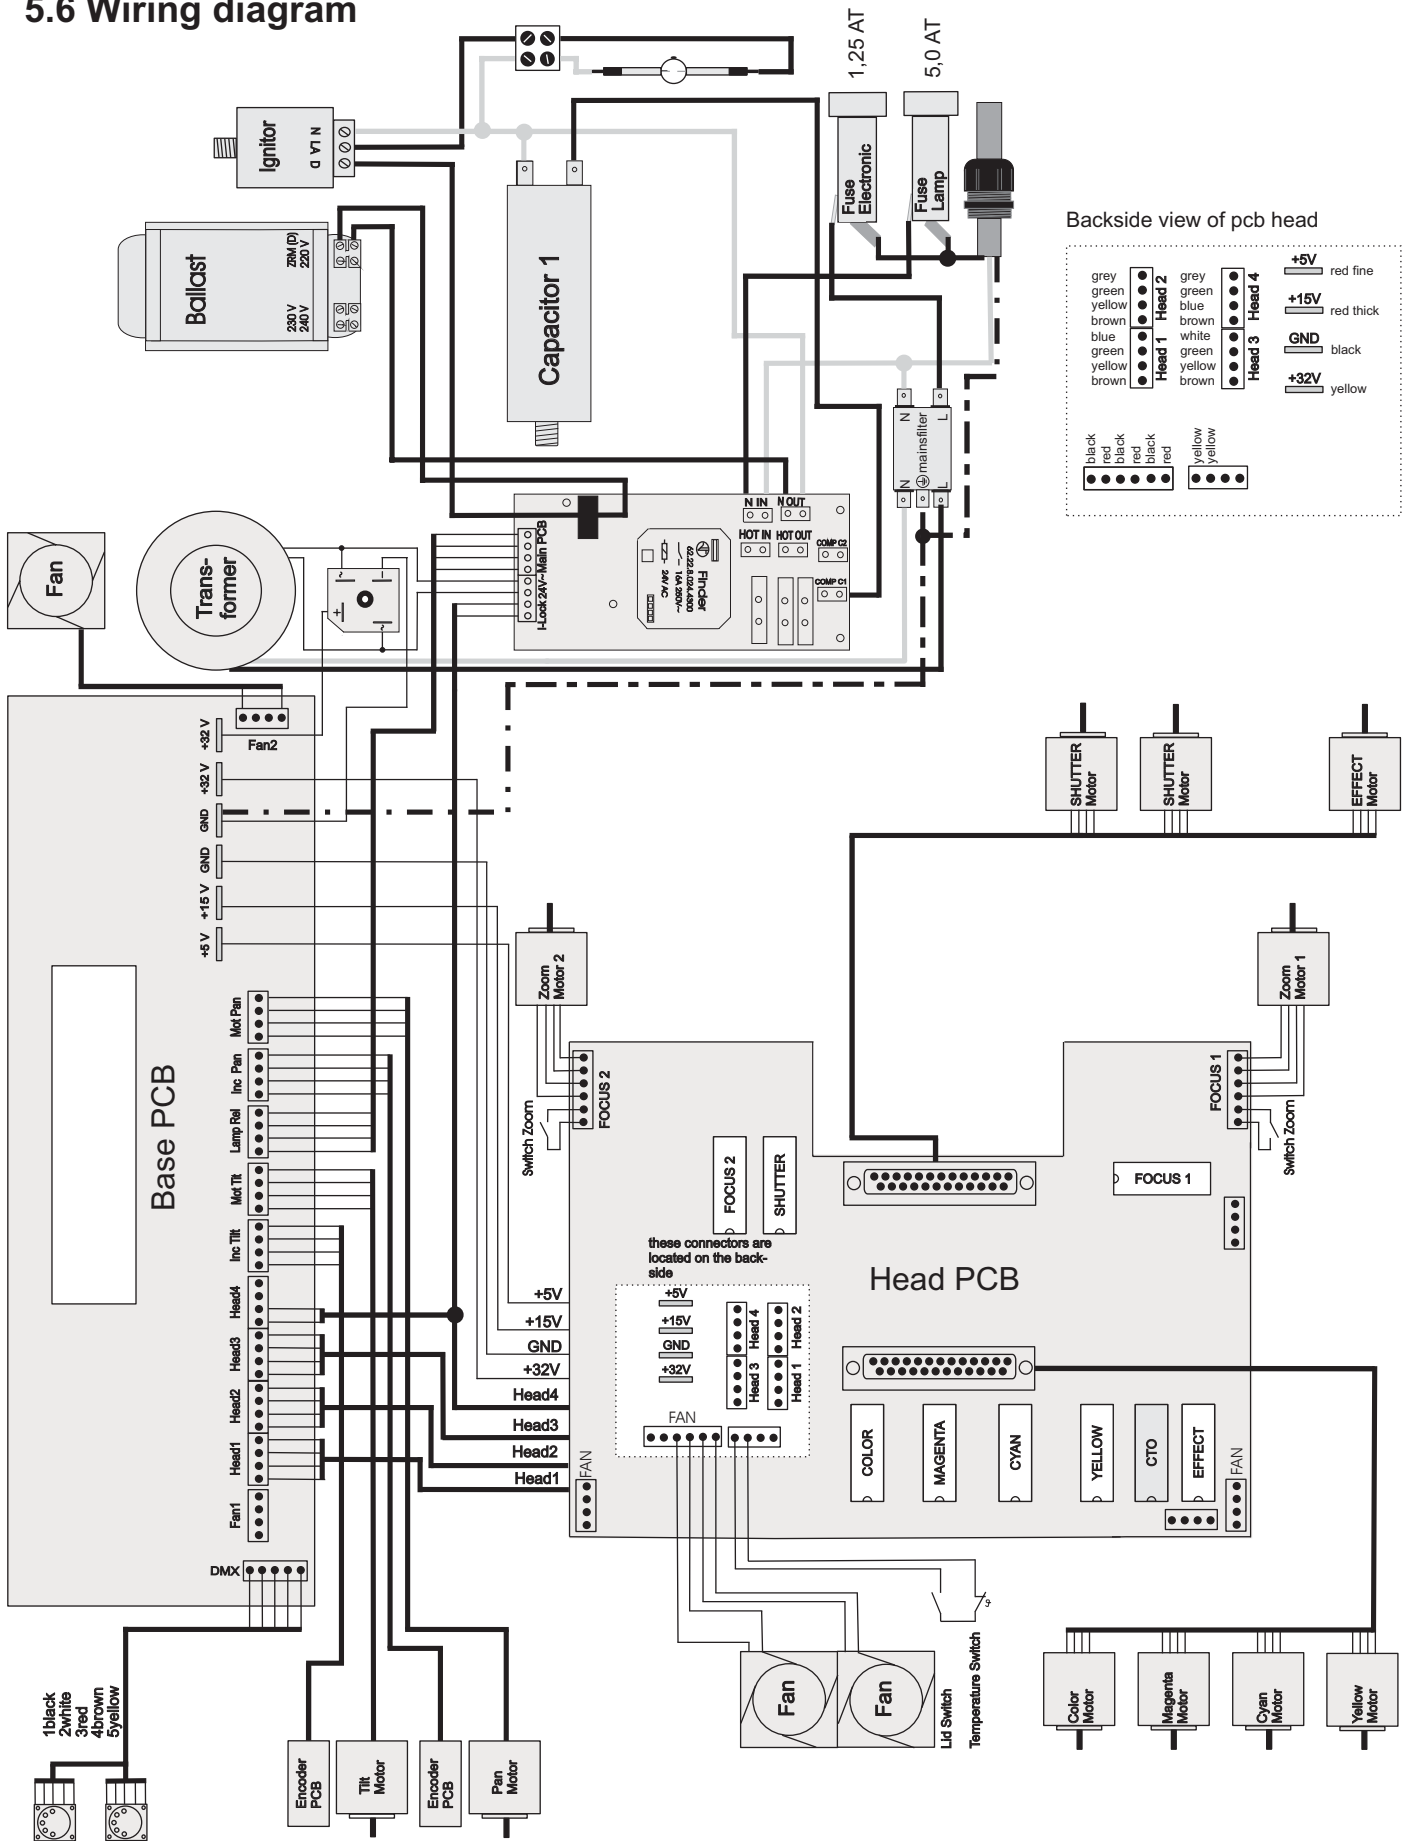 5.6 Wiring diagram
1,25 AT
5,0 AT
Ignitor
N LA D
Fuse
Electronic
Fuse
Lamp
Ballast
ZRM (D)
220 V
230 V
240 V
Capacitor 1
Backside view of pcb head
grey
green
yellow
brown
Head 2
blue
green
yellow
brown
Head 1
grey
green
blue
brown
Head 4
white
green
yellow
brown
Head 3
+5V
red fine
+15V
red thick
GND
black
+32V
yellow
black
red
black
red
black
red
yellow
yellow
N
L
mainsfilter
N
L
Fan
Trans-
former
~
+
-
~
I-Lock 24V~ Main PCB
Finder
62.22.8.024.4300
16A 250V~
24V AC
N IN
N OUT
HOT IN
HOT OUT
COMP C2
COMP C1
Fan2
+32 V
+32 V
GND
GND
+15 V
+5 V
Base PCB
Mot Pan
Inc Pan
Lamp Rel
Mot Tit
Inc Tilt
Head4
Head3
Head2
Head1
Fan1
DMX
SHUTTER
Motor
SHUTTER
Motor
EFFECT
Motor
Zoom
Motor 2
Zoom
Motor 1
FOCUS 2
Switch Zoom
FOCUS 1
Switch Zoom
FOCUS 2
SHUTTER
FOCUS 1
these connectors are
located on the back-
side
Head PCB
+5V
+15V
GND
+32V
Head4
Head3
Head2
Head1
+5V
+15V
GND
+32V
Head 4
Head 2
Head 3
Head 1
FAN
FAN
COLOR
MAGENTA
CYAN
YELLOW
CTO
EFFECT
FAN
1black
2white
3red
4brown
5yellow
Encoder
PCB
Tilt
Motor
Encoder
PCB
Pan
Motor
Fan
Fan
Lid Switch
Temperature Switch
Color
Motor
Magenta
Motor
Cyan
Motor
Yellow
Motor